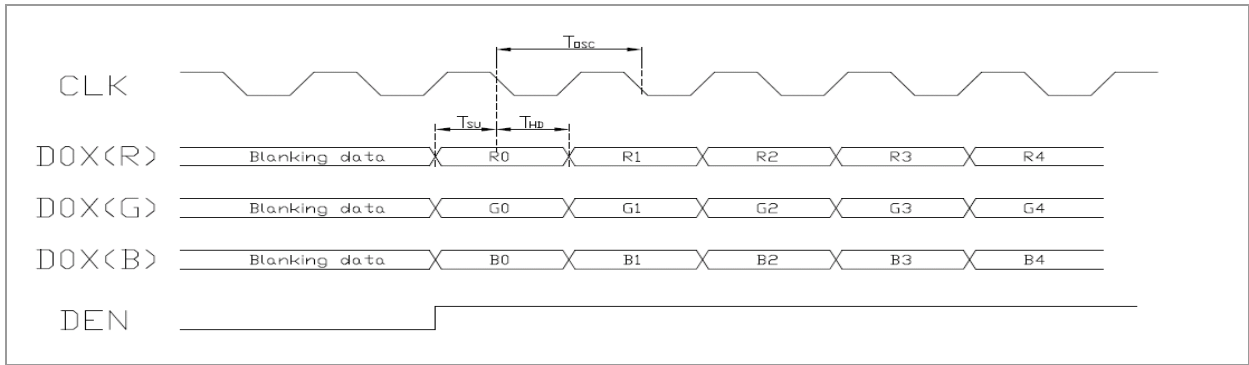 Tosc
CLK
Tsu THD
DOX(R) Blanking data R0 R1 R2 R3 R4
DOX(G) Blanking data G0 G1 G2 G3 G4
DOX(B) Blanking data B0 B1 B2 B3 B4
DEN